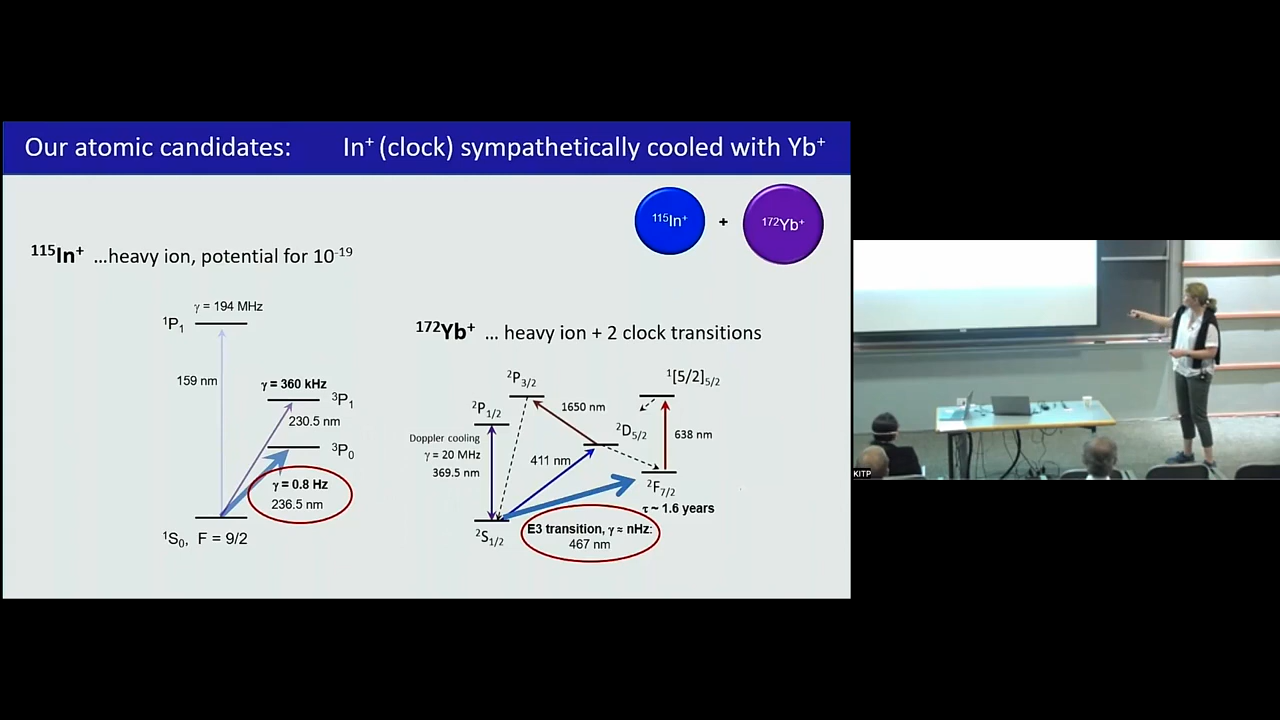 Our atomic candidates: In⁺ (clock) sympathetically cooled with Yb⁺
¹¹⁵In⁺ + ¹⁷²Yb⁺
¹¹⁵In⁺ ...heavy ion, potential for 10⁻¹⁹
γ = 194 MHz
¹P₁
159 nm
γ = 360 kHz
³P₁
230.5 nm
³P₀
γ = 0.8 Hz
236.5 nm
¹S₀, F = 9/2
¹⁷²Yb⁺ ... heavy ion + 2 clock transitions
²P₃/₂
¹[5/2]₅/₂
²P₁/₂
1650 nm
²D₅/₂
638 nm
Doppler cooling
γ = 20 MHz
369.5 nm
411 nm
²F₇/₂
τ ~ 1.6 years
²S₁/₂
E3 transition, γ ≈ nHz:
467 nm
KITP